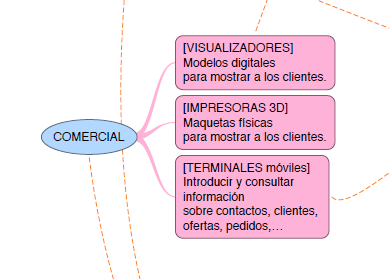 [VISUALIZADORES]
Modelos digitales
para mostrar a los clientes.
[IMPRESORAS 3D]
Maquetas físicas
para mostrar a los clientes.
COMERCIAL
[TERMINALES móviles]
Introducir y consultar
información
sobre contactos, clientes,
ofertas, pedidos,...